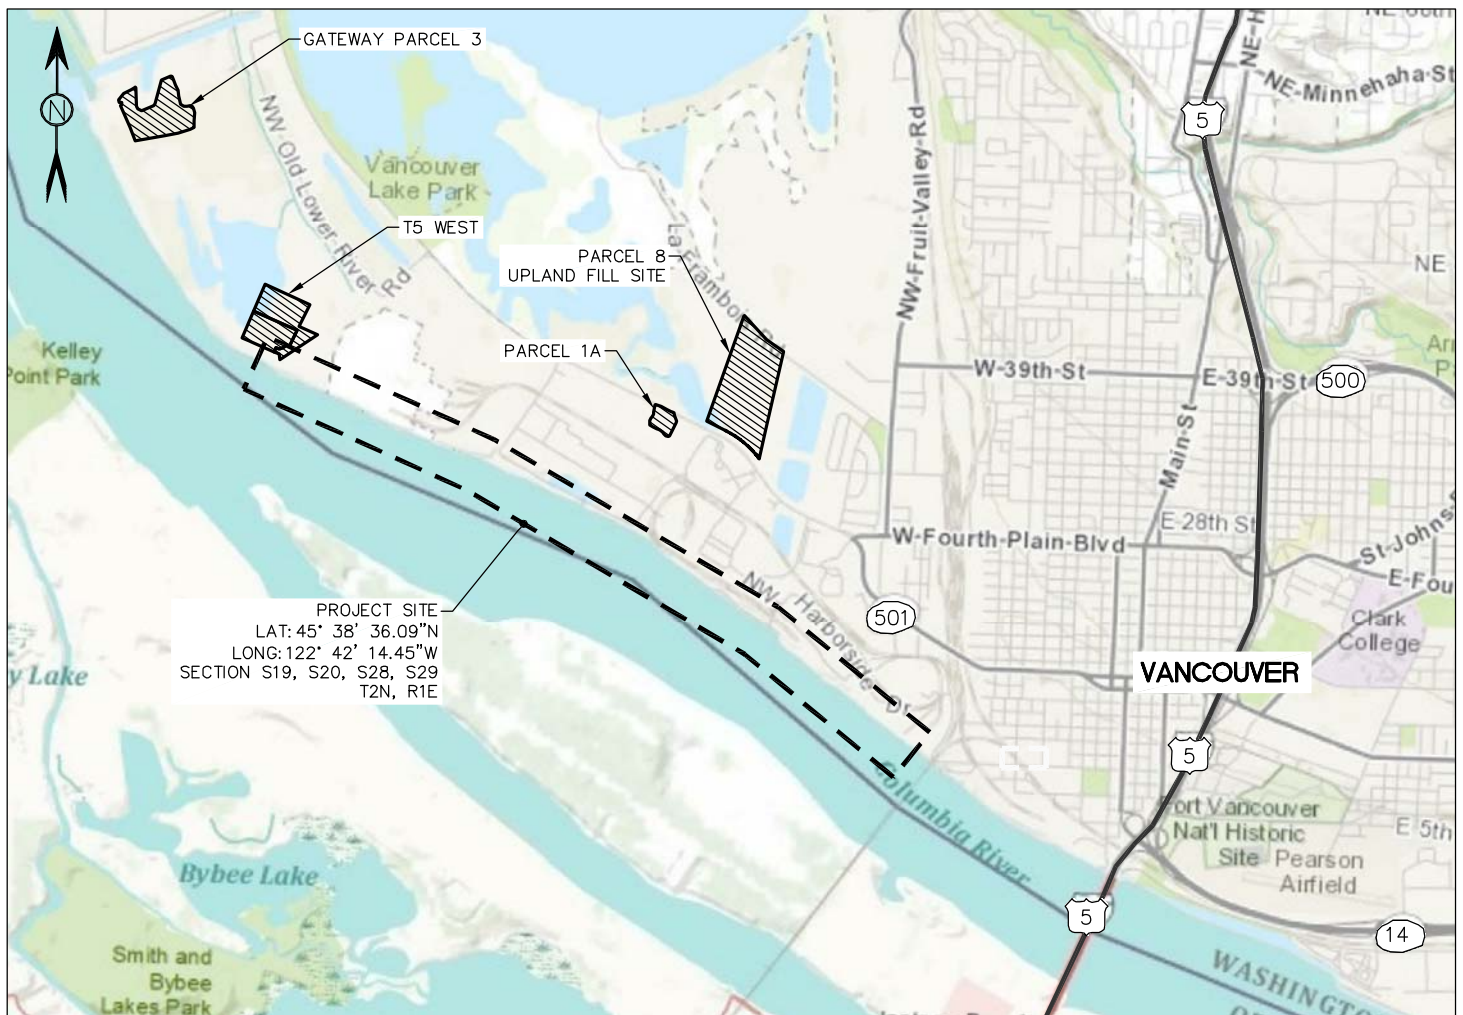 GATEWAY PARCEL 3
N
NE-Minnehaha-St
5
NW Old Lower River Rd
Vancouver
Lake Park
T5 WEST
PARCEL 8
UPLAND FILL SITE
NW-Fruit-Valley-Rd
NE
Kelley
Point Park
PARCEL 1A
W-39th-St
E-39th-St
500
Main-St
E-28th St
W-Fourth-Plain-Blvd
St-Johns
E-Fou
PROJECT SITE
LAT: 45° 38' 36.09"N
LONG: 122° 42' 14.45"W
SECTION S19, S20, S28, S29
T2N, R1E
NW Harborside Dr
501
Clark
College
VANCOUVER
y Lake
5
Columbia River
Fort Vancouver
Nat'l Historic
Site
Pearson
Airfield
E 5th
Bybee Lake
5
14
Smith and
Bybee
Lakes Park
WASHINGTO